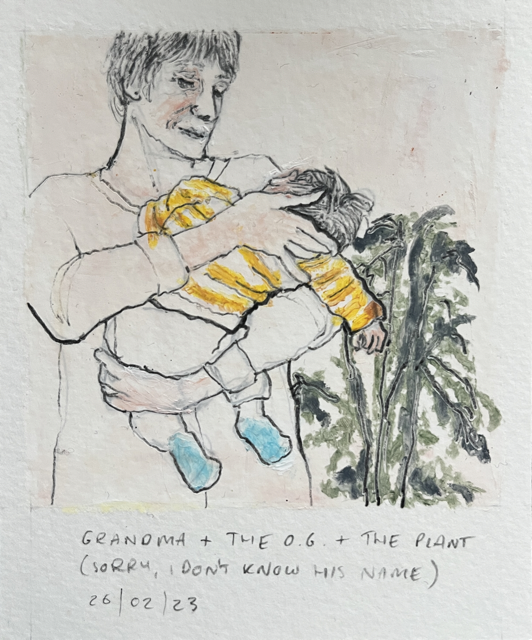 GRANDMA + THE O.G. + THE PLANT
(SORRY, I DON'T KNOW HIS NAME)
26/02/23